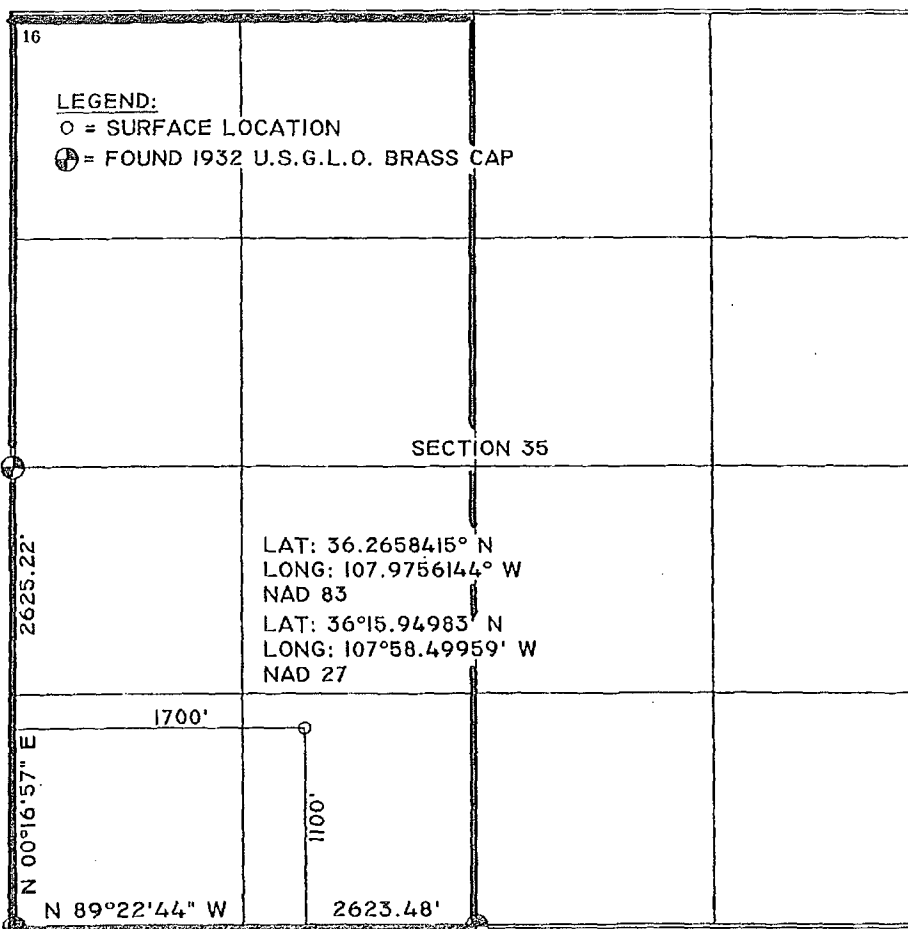 16
LEGEND:
O = SURFACE LOCATION
= FOUND 1932 U.S.G.L.O. BRASS CAP
SECTION 35
2625.22'
LAT: 36.2658415° N
LONG: 107.9756144° W
NAD 83
LAT: 36°15.94983' N
LONG: 107°58.49959' W
NAD 27
1700'
N 00°16'57" E
1100'
N 89°22'44" W
2623.48'